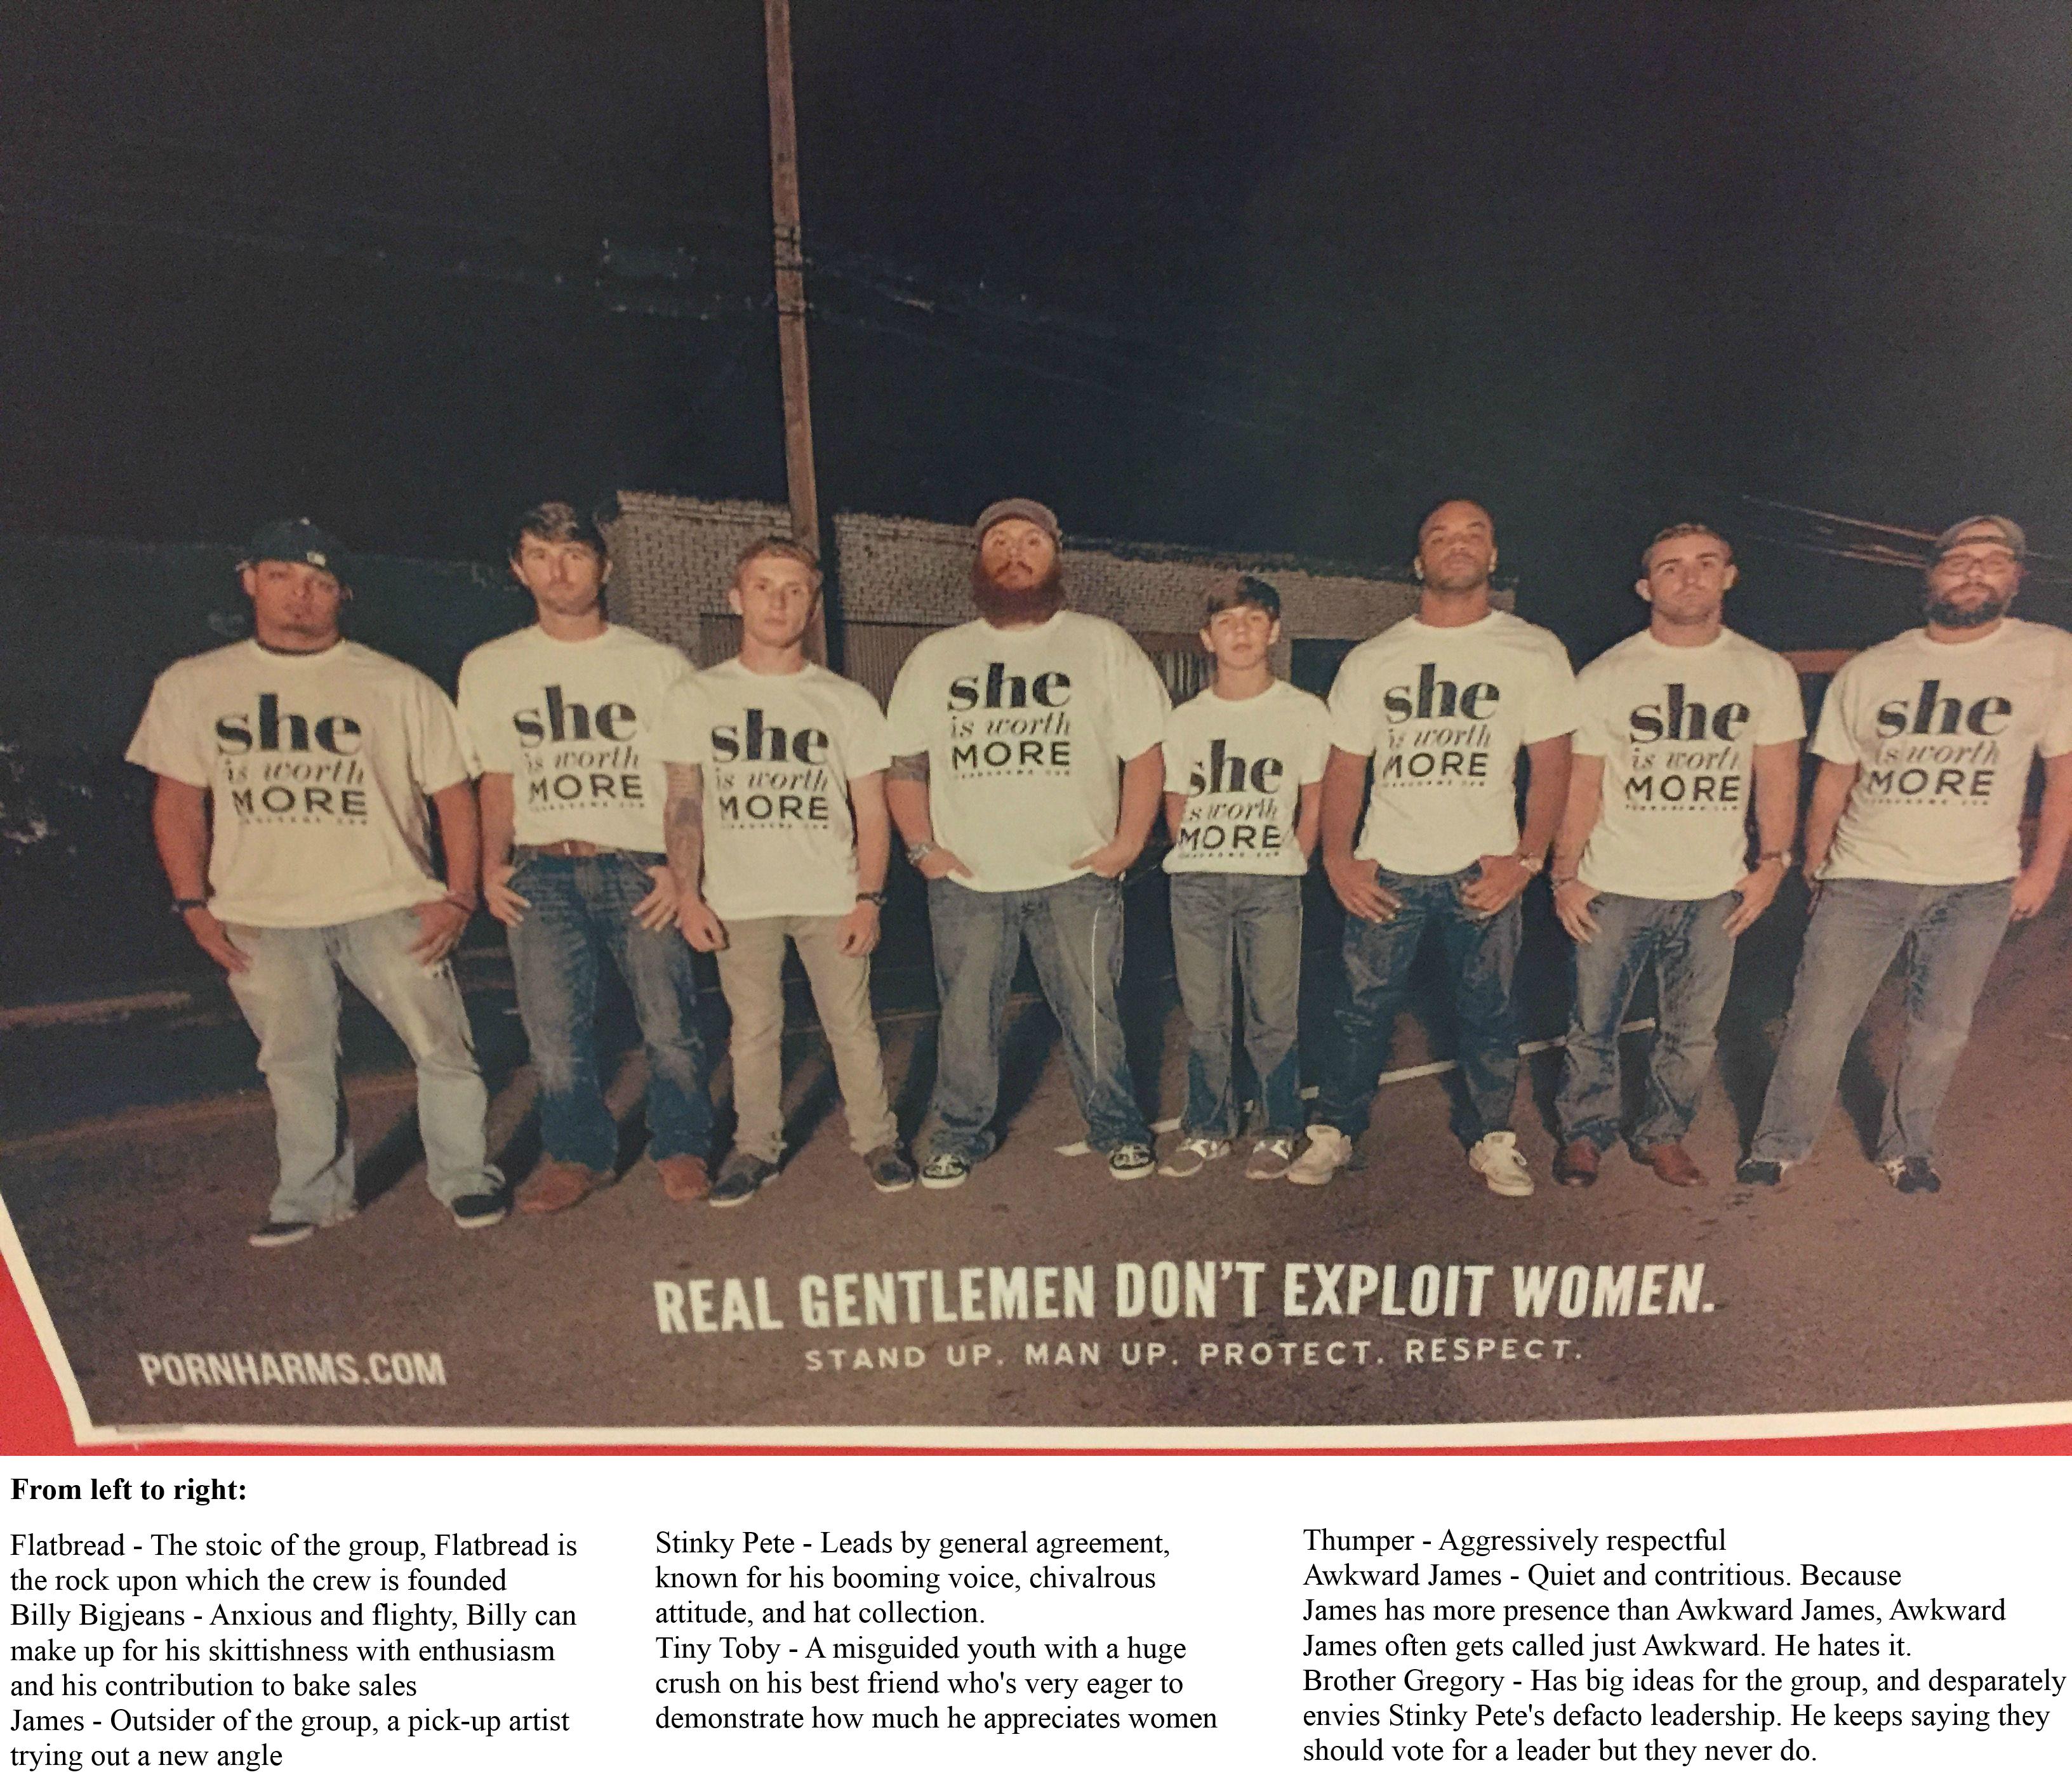 she
is worth
MORE
she
is worth
MORE
she
is worth
MORE
she
is worth
MORE
she
is worth
MORE
she
is worth
MORE
she
is worth
MORE
she
is worth
MORE
REAL GENTLEMEN DON'T EXPLOIT WOMEN.
STAND UP. MAN UP. PROTECT. RESPECT.
PORNHARMS.COM
From left to right:
Flatbread - The stoic of the group, Flatbread is
the rock upon which the crew is founded
Billy Bigjeans - Anxious and flighty, Billy can
make up for his skittishness with enthusiasm
and his contribution to bake sales
James - Outsider of the group, a pick-up artist
trying out a new angle
Stinky Pete - Leads by general agreement,
known for his booming voice, chivalrous
attitude, and hat collection.
Tiny Toby - A misguided youth with a huge
crush on his best friend who's very eager to
demonstrate how much he appreciates women
Thumper - Aggressively respectful
Awkward James - Quiet and contritious. Because
James has more presence than Awkward James, Awkward
James often gets called just Awkward. He hates it.
Brother Gregory - Has big ideas for the group, and desparately
envies Stinky Pete's defacto leadership. He keeps saying they
should vote for a leader but they never do.